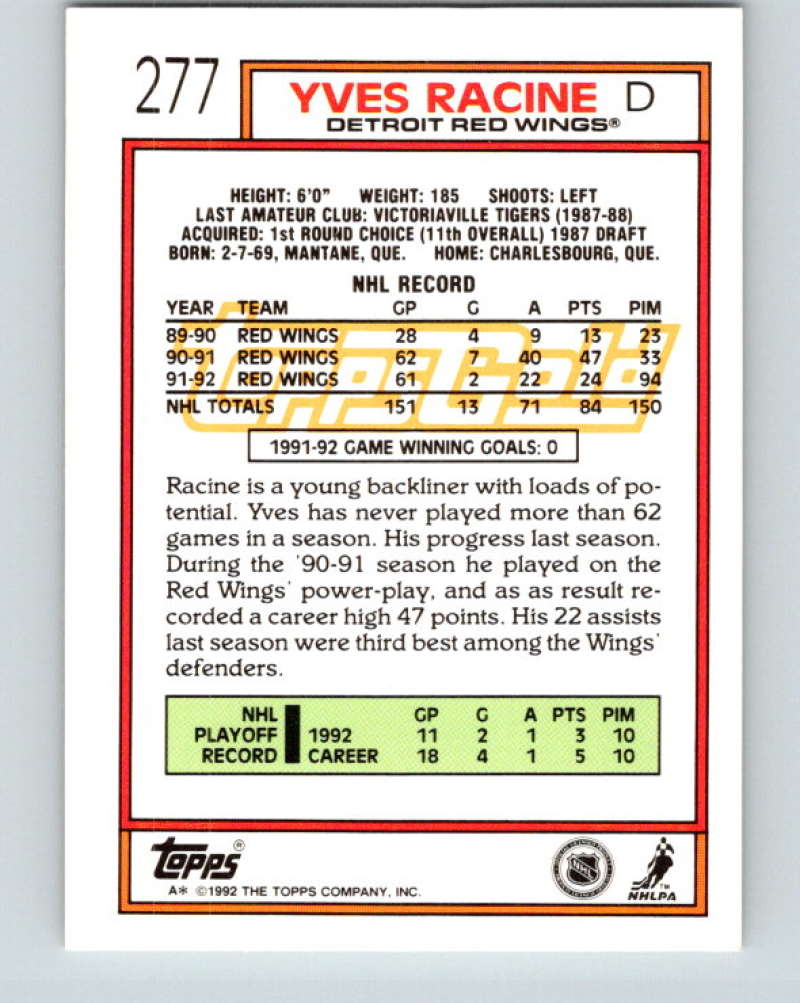 277
YVES RACINE D
DETROIT RED WINGS®
HEIGHT: 6'0" WEIGHT: 185 SHOOTS: LEFT
LAST AMATEUR CLUB: VICTORIAVILLE TIGERS (1987-88)
ACQUIRED: 1st ROUND CHOICE (11th OVERALL) 1987 DRAFT
BORN: 2-7-69, MANTANE, QUE. HOME: CHARLESBOURG, QUE.
NHL RECORD
YEAR TEAM GP G A PTS PIM
89-90 RED WINGS 28 4 9 13 23
90-91 RED WINGS 62 7 40 47 33
91-92 RED WINGS 61 2 22 24 94
NHL TOTALS 151 13 71 84 150
ToppsGold
1991-92 GAME WINNING GOALS: 0
Racine is a young backliner with loads of po-
tential. Yves has never played more than 62
games in a season. His progress last season.
During the '90-91 season he played on the
Red Wings' power-play, and as as result re-
corded a career high 47 points. His 22 assists
last season were third best among the Wings'
defenders.
NHL GP G A PTS PIM
PLAYOFF 1992 11 2 1 3 10
RECORD CAREER 18 4 1 5 10
TOPPS®
A* ©1992 THE TOPPS COMPANY, INC.
NHL
TM
NHLPA